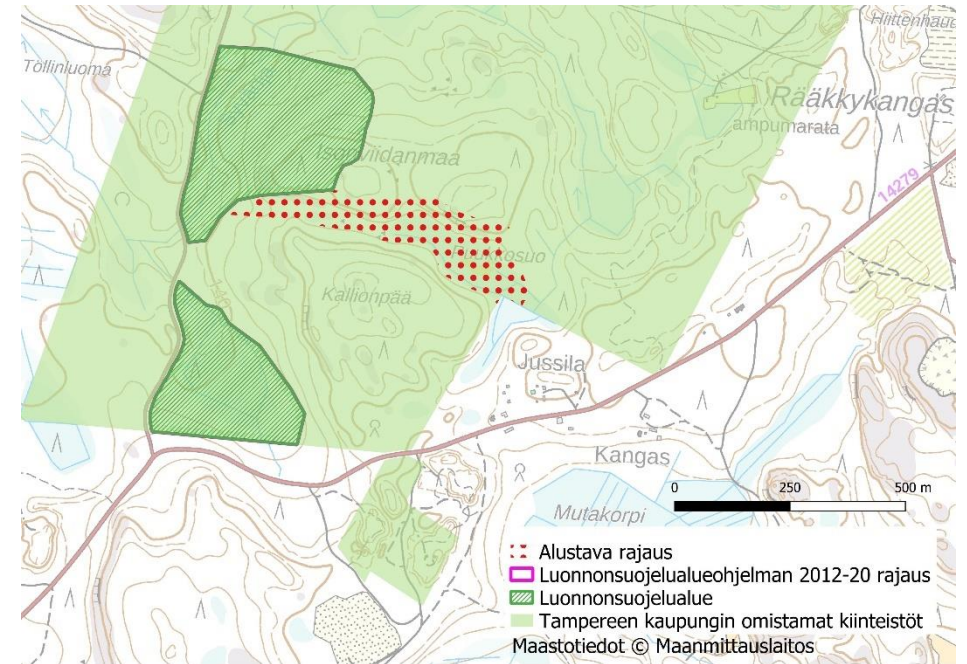 Hiittenhaud
Töllinluoma
Rääkkykangas
ampumarata
Isonviidanmaa
14279
Kallionpää
Jussila
Kangas
0 250 500 m
Mutakorpi
Alustava rajaus
Luonnonsuojelualueohjelman 2012-20 rajaus
Luonnonsuojelualue
Tampereen kaupungin omistamat kiinteistöt
Maastotiedot © Maanmittauslaitos